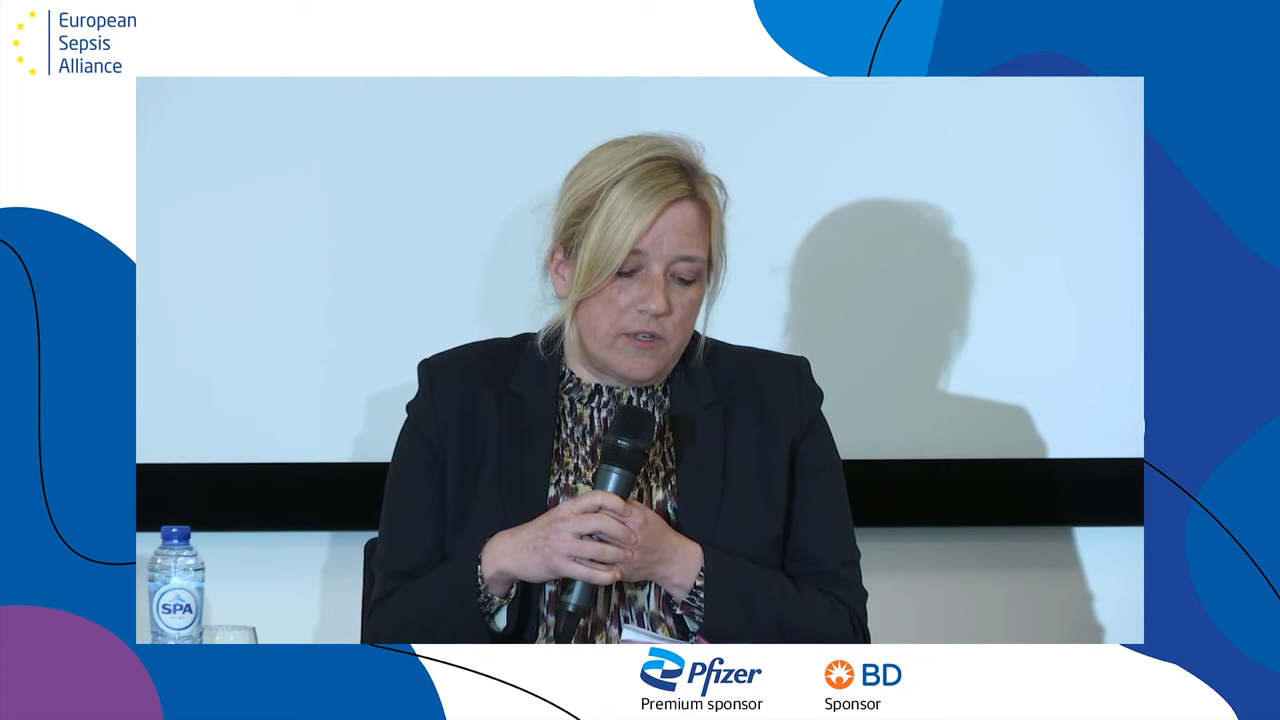 European
Sepsis
Alliance
SPA
Pfizer
BD
Premium sponsor
Sponsor